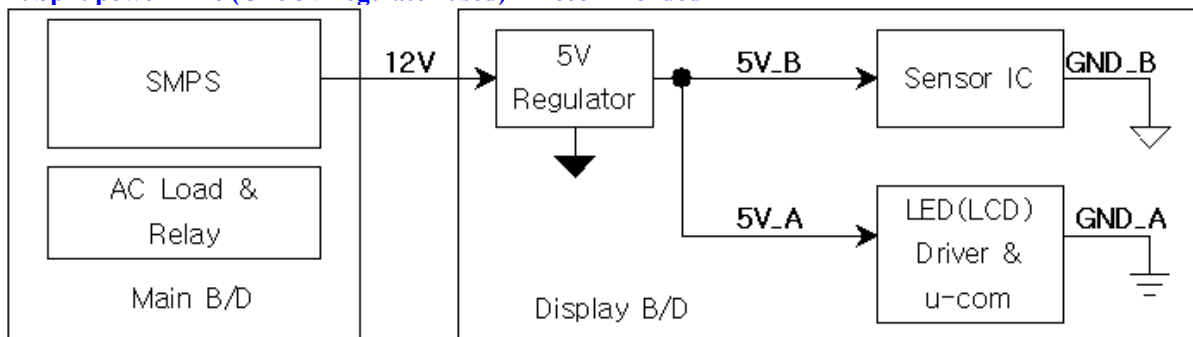 SMPS
12V
5V
Regulator
5V_B
Sensor IC
GND_B
AC Load &
Relay
5V_A
LED(LCD)
Driver &
u-com
GND_A
Main B/D
Display B/D